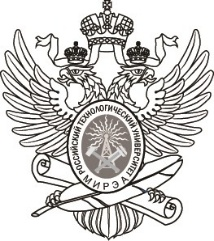 РОССИЙСКИЙ ТЕХНОЛОГИЧЕСКИЙ УНИВЕРСИТЕТ
МИРЭА